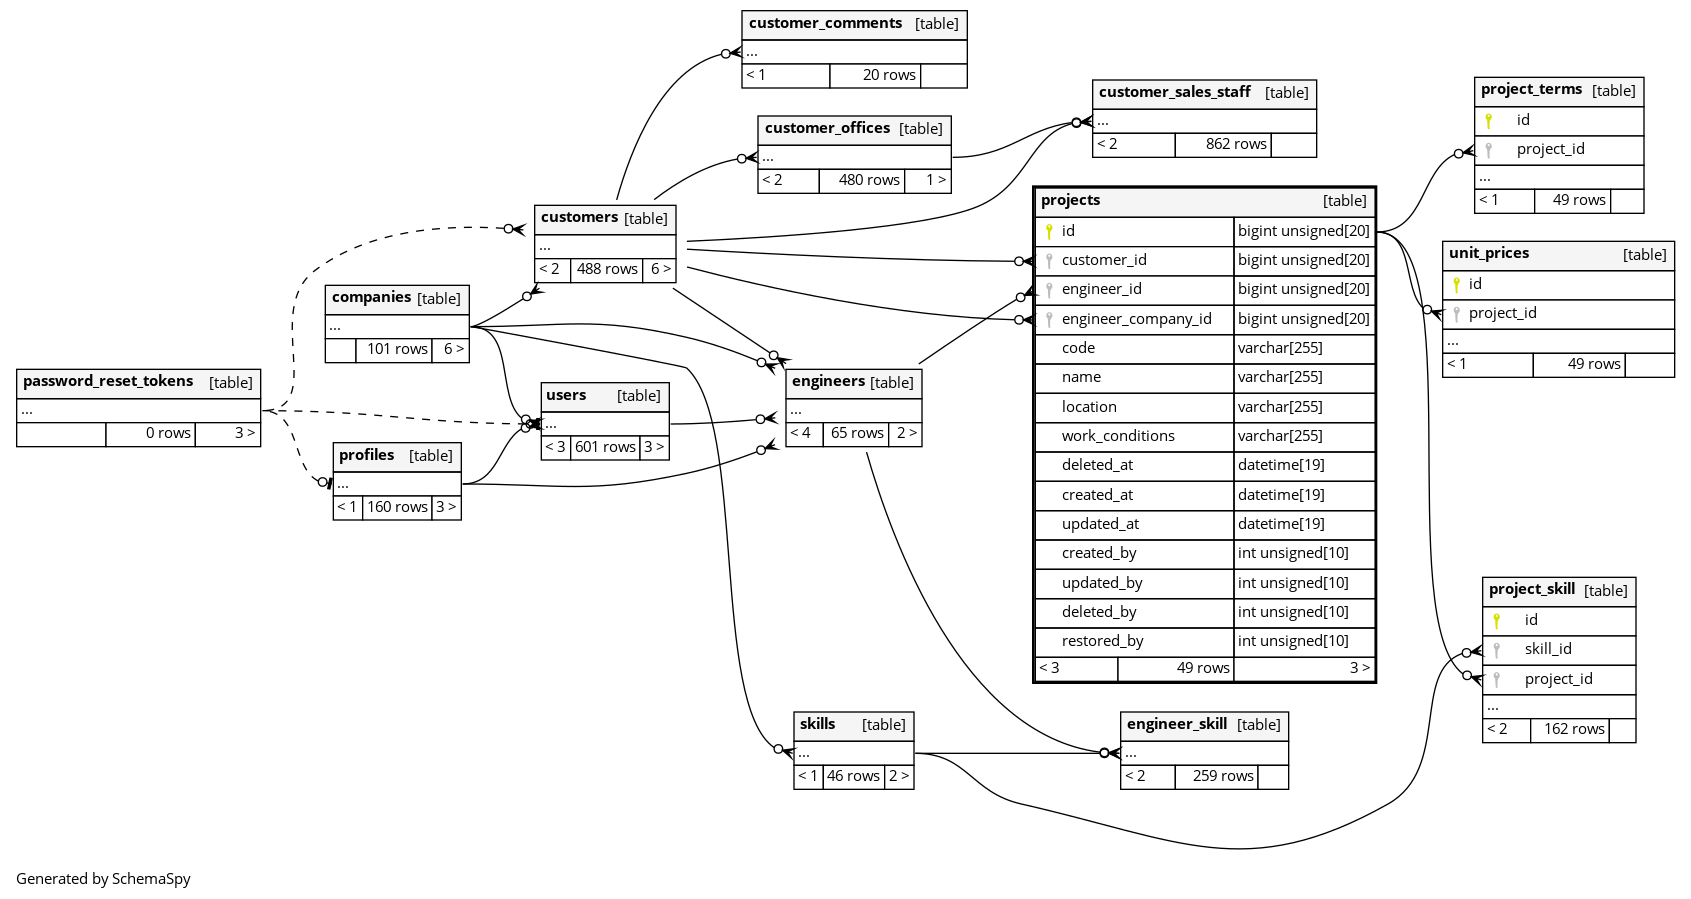 customer_comments [table]
...
< 1 20 rows
customer_offices [table]
...
< 2 480 rows 1 >
customer_sales_staff [table]
...
< 2 862 rows
project_terms [table]
id
project_id
...
< 1 49 rows
customers [table]
...
< 2 488 rows 6 >
projects [table]
id bigint unsigned[20]
customer_id bigint unsigned[20]
engineer_id bigint unsigned[20]
engineer_company_id bigint unsigned[20]
code varchar[255]
name varchar[255]
location varchar[255]
work_conditions varchar[255]
deleted_at datetime[19]
created_at datetime[19]
updated_at datetime[19]
created_by int unsigned[10]
updated_by int unsigned[10]
deleted_by int unsigned[10]
restored_by int unsigned[10]
< 3 49 rows 3 >
unit_prices [table]
id
project_id
...
< 1 49 rows
companies [table]
...
101 rows 6 >
password_reset_tokens [table]
...
0 rows 3 >
users [table]
...
< 3 601 rows 3 >
engineers [table]
...
< 4 65 rows 2 >
profiles [table]
...
< 1 160 rows 3 >
project_skill [table]
id
skill_id
project_id
...
< 2 162 rows
skills [table]
...
< 1 46 rows 2 >
engineer_skill [table]
...
< 2 259 rows
Generated by SchemaSpy